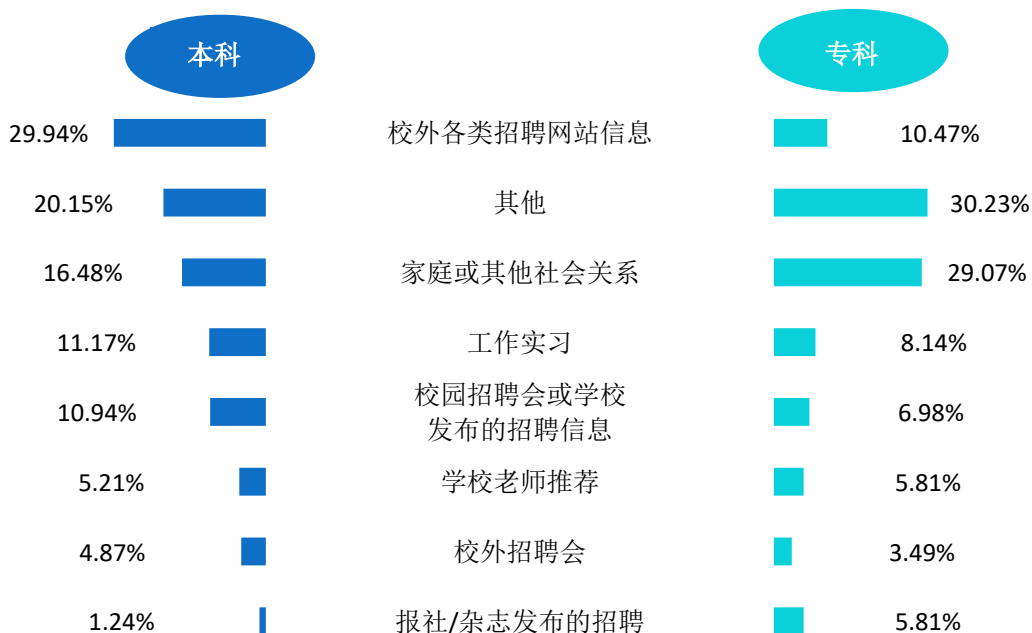 本科 专科
29.94% 校外各类招聘网站信息 10.47%
20.15% 其他 30.23%
16.48% 家庭或其他社会关系 29.07%
11.17% 工作实习 8.14%
校园招聘会或学校
10.94% 发布的招聘信息 6.98%
5.21% 学校老师推荐 5.81%
4.87% 校外招聘会 3.49%
1.24% 报社/杂志发布的招聘 5.81%